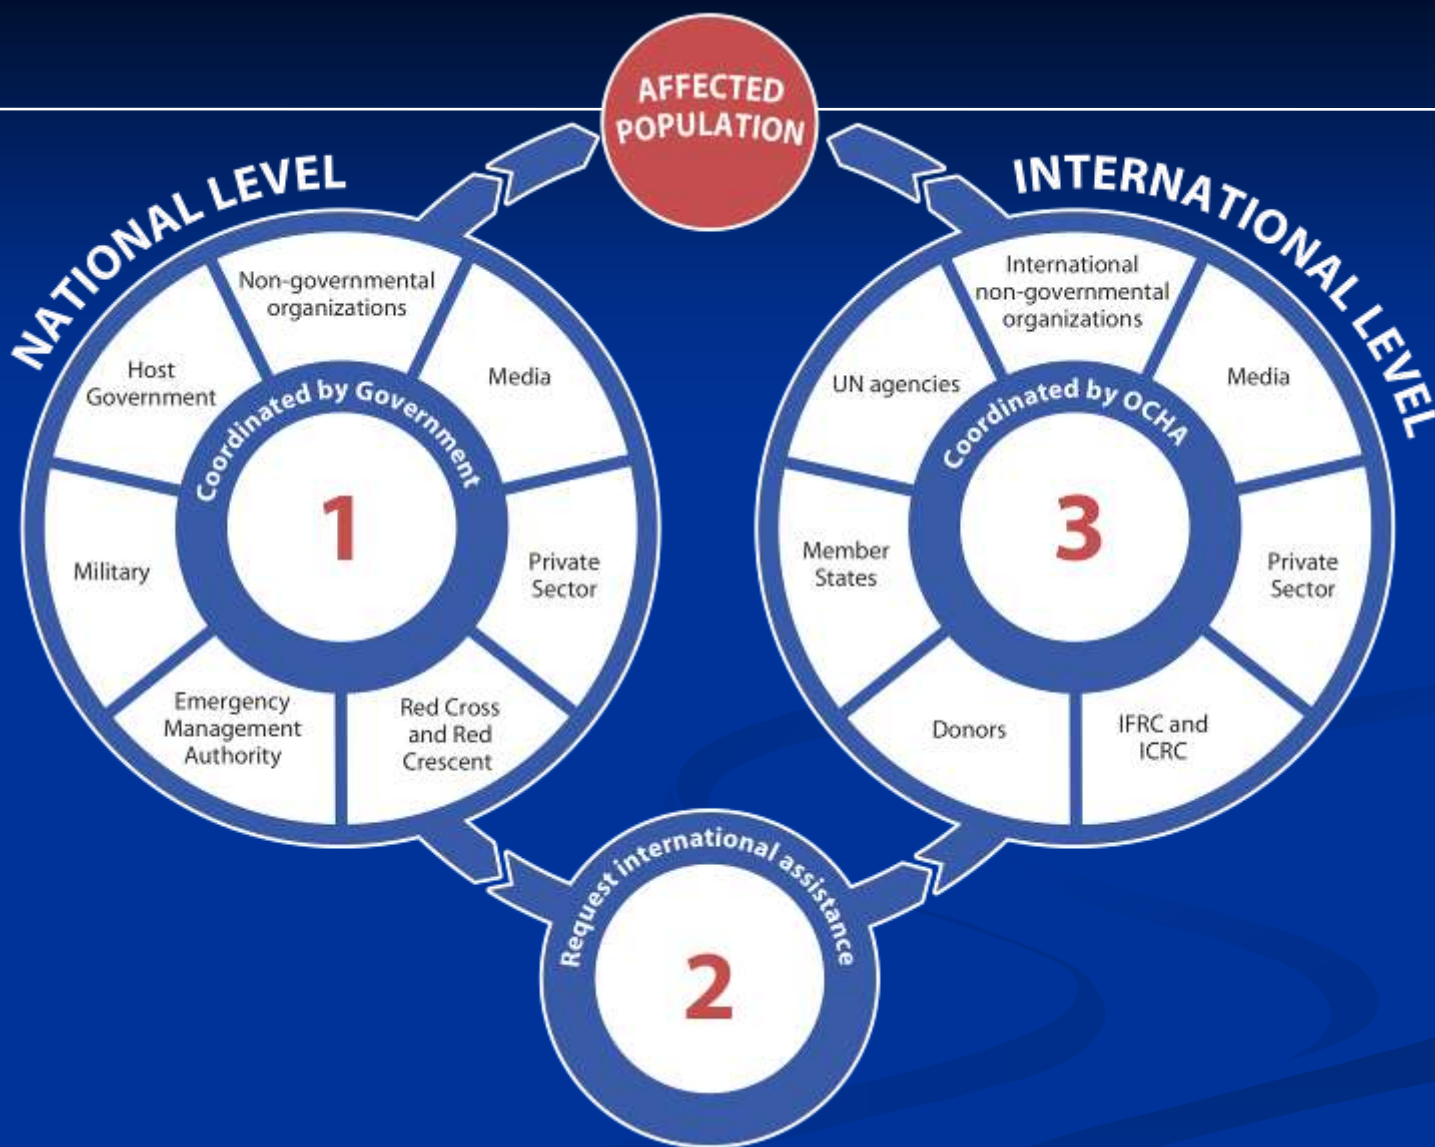 AFFECTED
POPULATION
NATIONAL LEVEL
Non-governmental
organizations
Media
Private
Sector
Red Cross
and Red
Crescent
Emergency
Management
Authority
Military
Host
Government
Coordinated by Government
1
Request international assistance
2
INTERNATIONAL LEVEL
International
non-governmental
organizations
Media
Private
Sector
IFRC and
ICRC
Donors
Member
States
UN agencies
Coordinated by OCHA
3